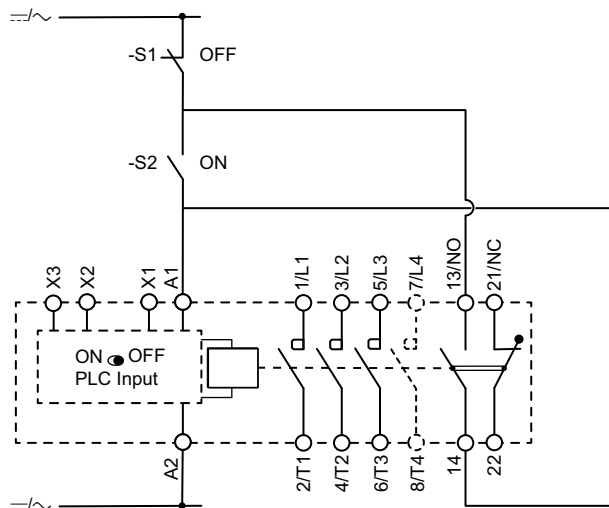 -S1 OFF
-S2 ON
X3
X2
X1
A1
1/L1
3/L2
5/L3
7/L4
13/NO
21/NC
ON OFF
PLC Input
A2
2/T1
4/T2
6/T3
8/T4
14
22